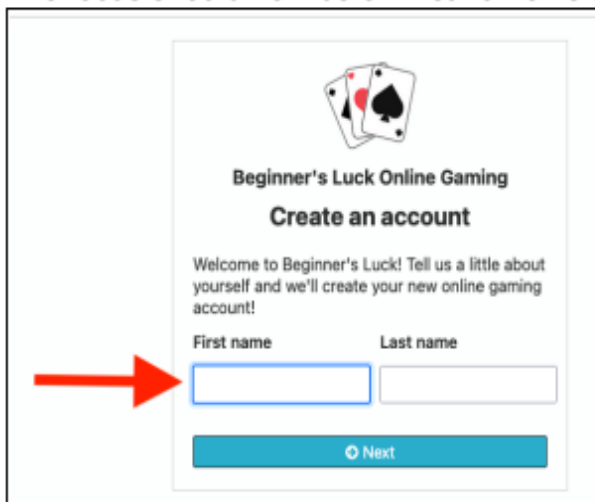 Beginner's Luck Online Gaming
Create an account
Welcome to Beginner's Luck! Tell us a little about
yourself and we'll create your new online gaming
account!
First name Last name
Next